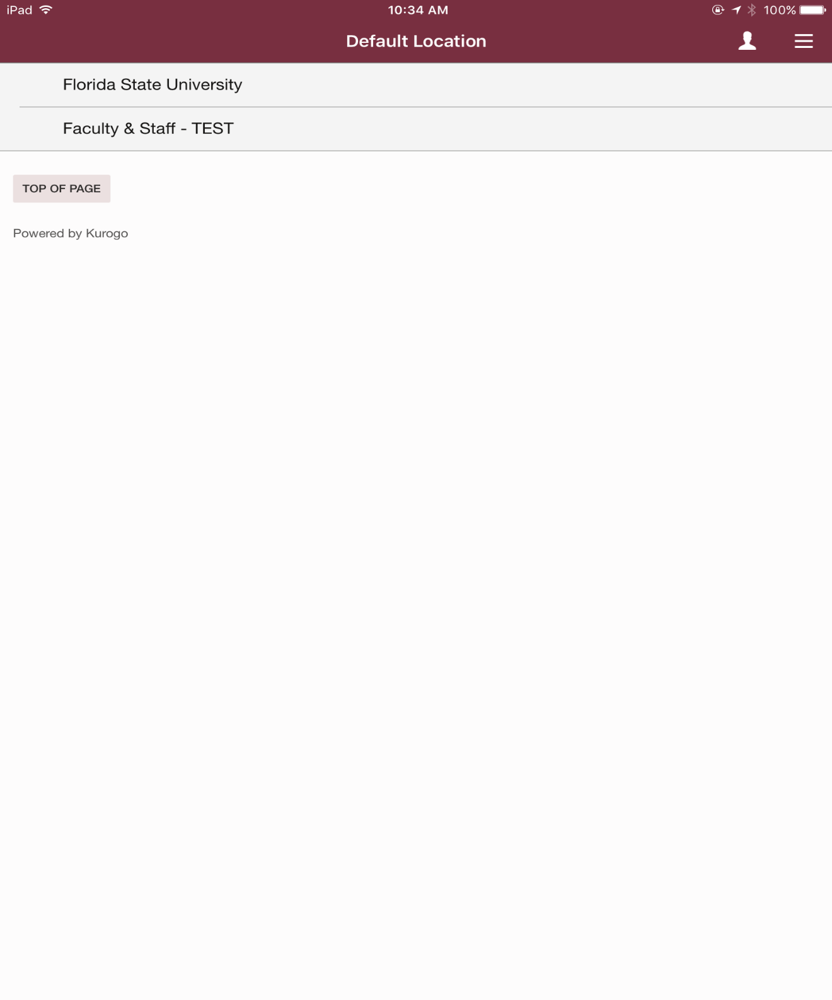 iPad
10:34 AM
100%
Default Location
Florida State University
Faculty & Staff - TEST
TOP OF PAGE
Powered by Kurogo